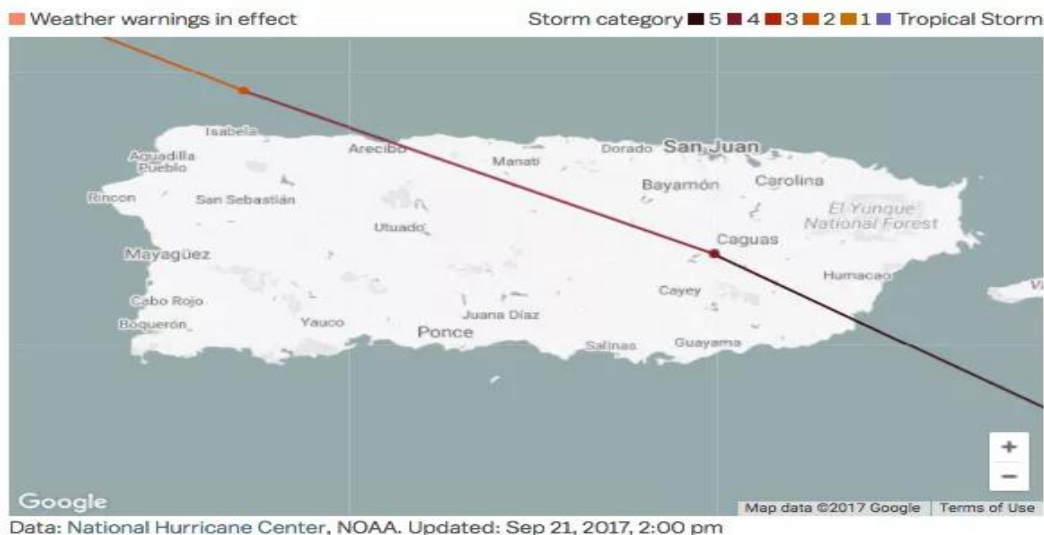 Weather warnings in effect Storm category 5 4 3 2 1 Tropical Storm
Isabela
Arecibo
Manatí
Dorado San Juan
Aguadilla
Pueblo
Bayamón Carolina
Rincon San Sebastián
El Yunque
National Forest
Utuado
Caguas
Mayagüez
Humacao
Cayey
Cabo Rojo
Boquerón Yauco Juana Díaz
Ponce
Salinas Guayama
+
−
Google Map data ©2017 Google Terms of Use
Data: National Hurricane Center, NOAA. Updated: Sep 21, 2017, 2:00 pm